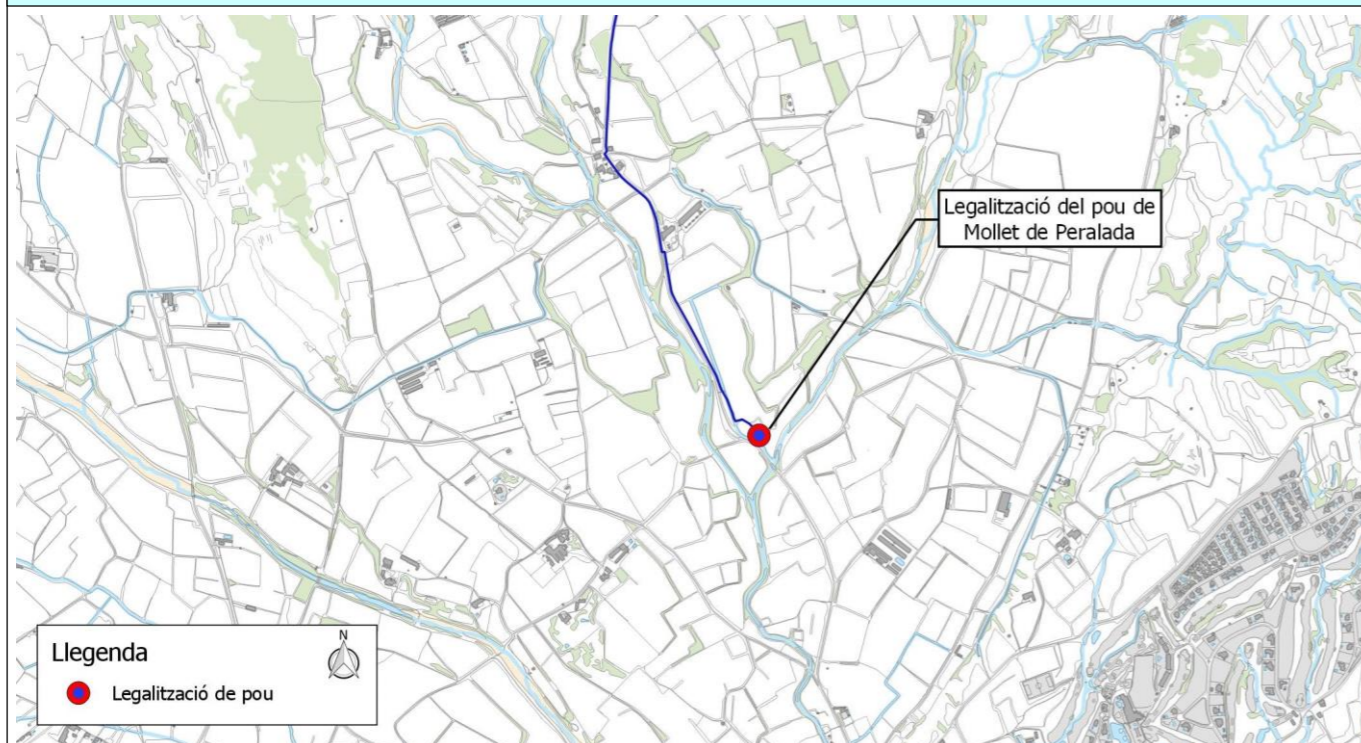 Legalització del pou de
Mollet de Peralada
Llegenda
N
Legalització de pou